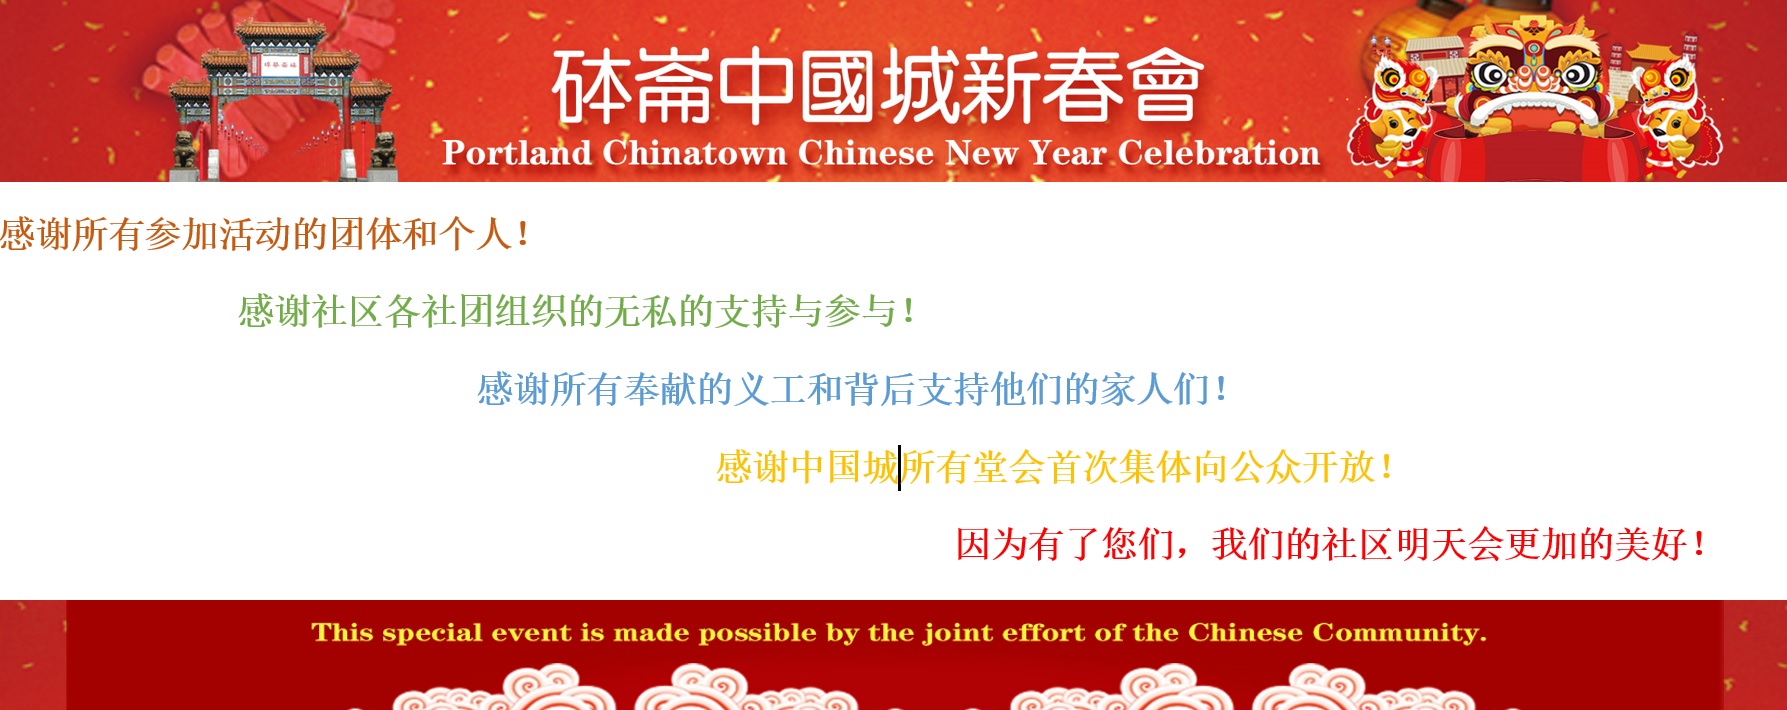 砵崙中國城新春會
Portland Chinatown Chinese New Year Celebration
感谢所有参加活动的团体和个人！
感谢社区各社团组织的无私的支持与参与！
感谢所有奉献的义工和背后支持他们的家人们！
感谢中国城所有堂会首次集体向公众开放！
因为有了您们，我们的社区明天会更加的美好！
This special event is made possible by the joint effort of the Chinese Community.